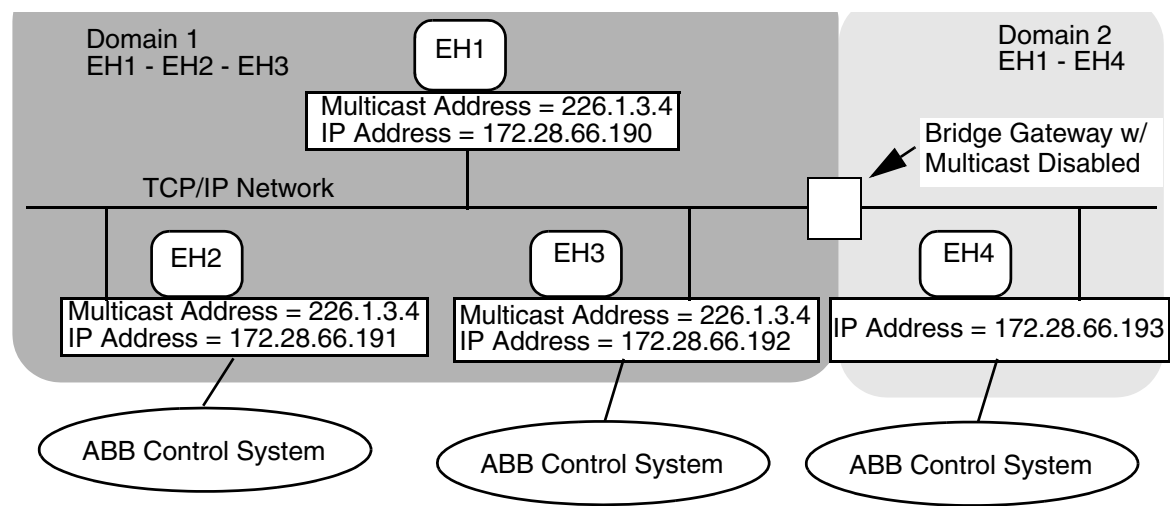 Domain 1
EH1 - EH2 - EH3
EH1
Domain 2
EH1 - EH4
Multicast Address = 226.1.3.4
IP Address = 172.28.66.190
Bridge Gateway w/
Multicast Disabled
TCP/IP Network
EH2
EH3
EH4
Multicast Address = 226.1.3.4
IP Address = 172.28.66.191
Multicast Address = 226.1.3.4
IP Address = 172.28.66.192
IP Address = 172.28.66.193
ABB Control System
ABB Control System
ABB Control System